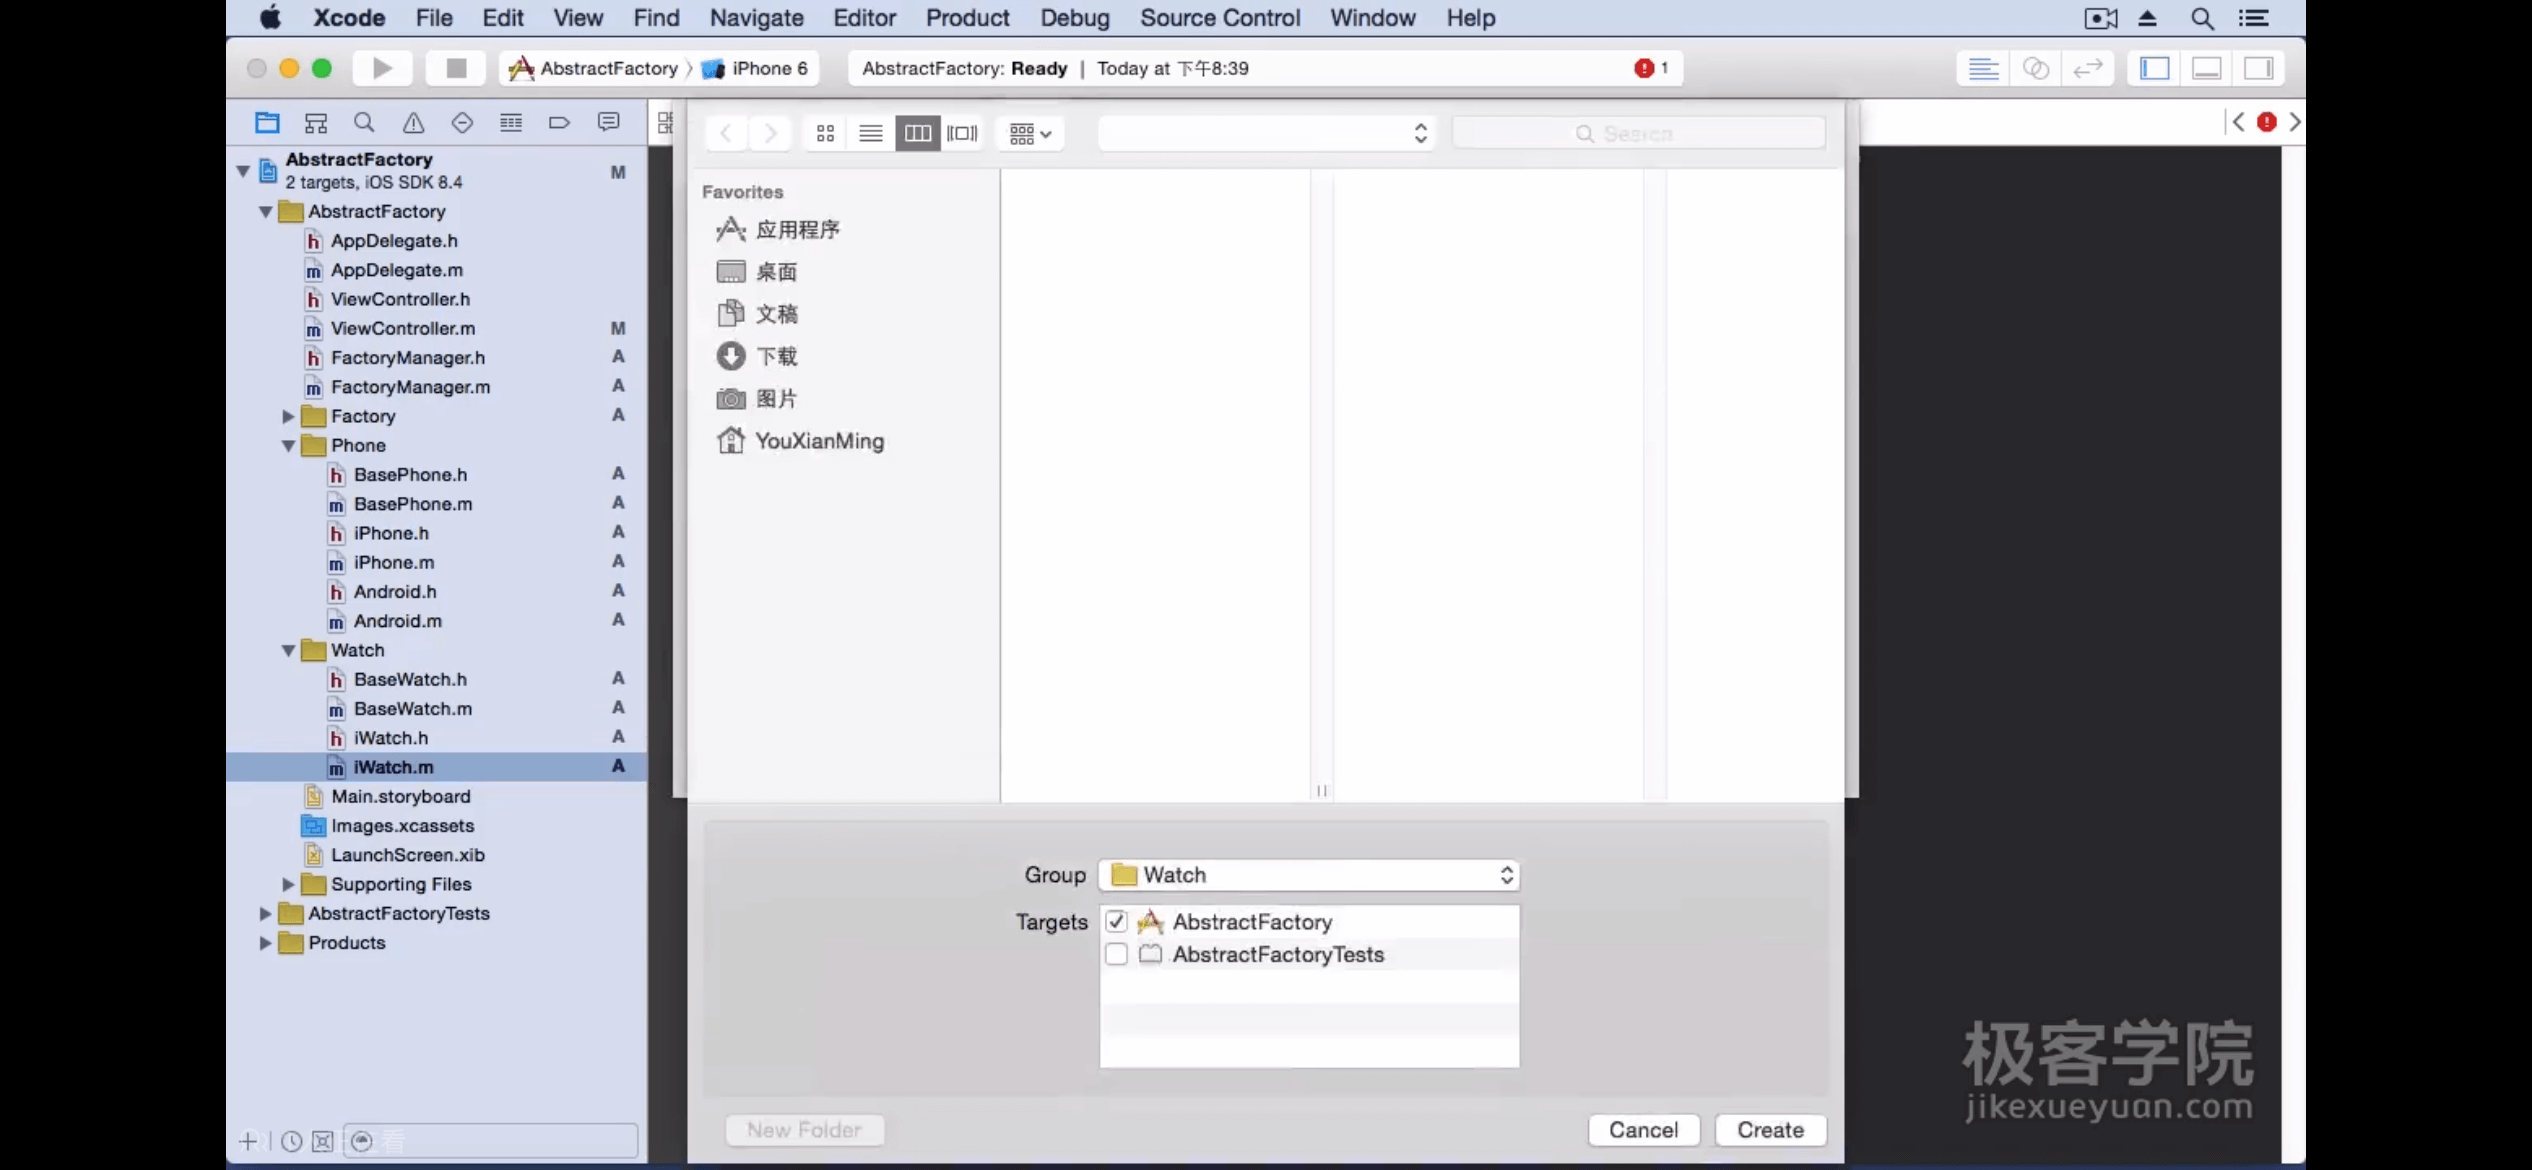 Xcode File Edit View Find Navigate Editor Product Debug Source Control Window Help
AbstractFactory 〉 iPhone 6
AbstractFactory: Ready | Today at 下午8:39
1
AbstractFactory
2 targets, iOS SDK 8.4
M
AbstractFactory
AppDelegate.h
AppDelegate.m
ViewController.h
ViewController.m M
FactoryManager.h A
FactoryManager.m A
Factory A
Phone
BasePhone.h A
BasePhone.m A
iPhone.h A
iPhone.m A
Android.h A
Android.m A
Watch
BaseWatch.h A
BaseWatch.m A
iWatch.h A
iWatch.m A
Main.storyboard
Images.xcassets
LaunchScreen.xib
Supporting Files
AbstractFactoryTests
Products
Search
Favorites
应用程序
桌面
文稿
下载
图片
YouXianMing
Group Watch
Targets AbstractFactory
AbstractFactoryTests
New Folder Cancel Create
极客学院
jikexueyuan.com